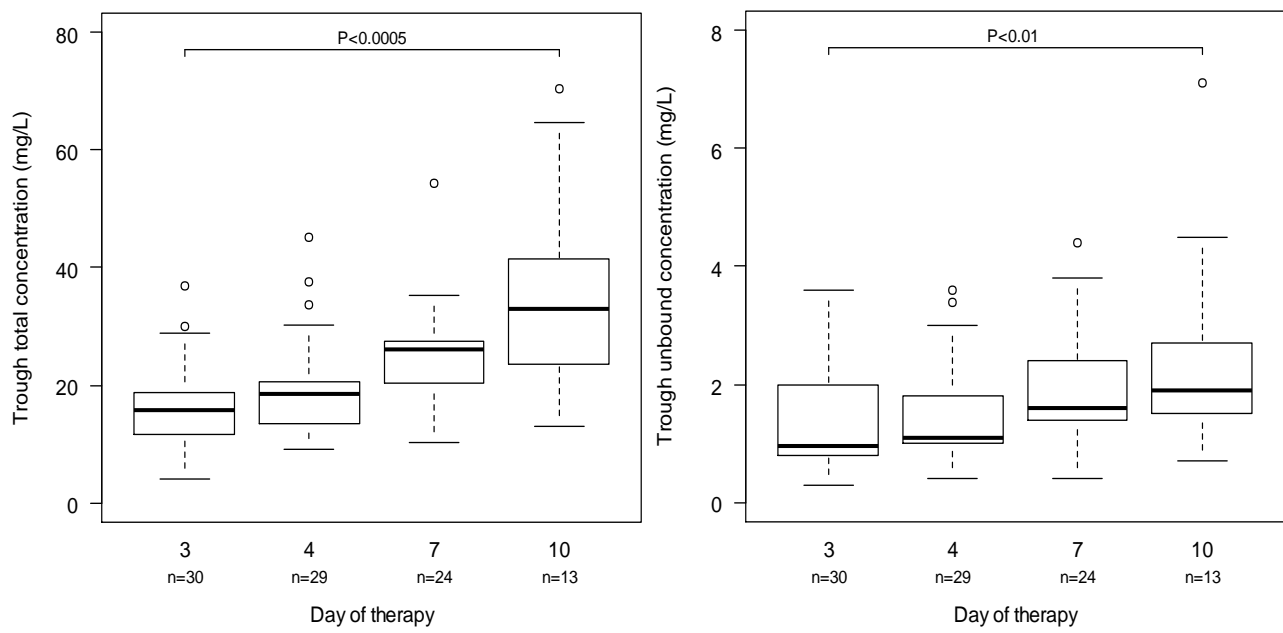 P<0.0005
Trough total concentration (mg/L)
80
60
40
20
0
3 4 7 10
n=30 n=29 n=24 n=13
Day of therapy
P<0.01
Trough unbound concentration (mg/L)
8
6
4
2
0
3 4 7 10
n=30 n=29 n=24 n=13
Day of therapy